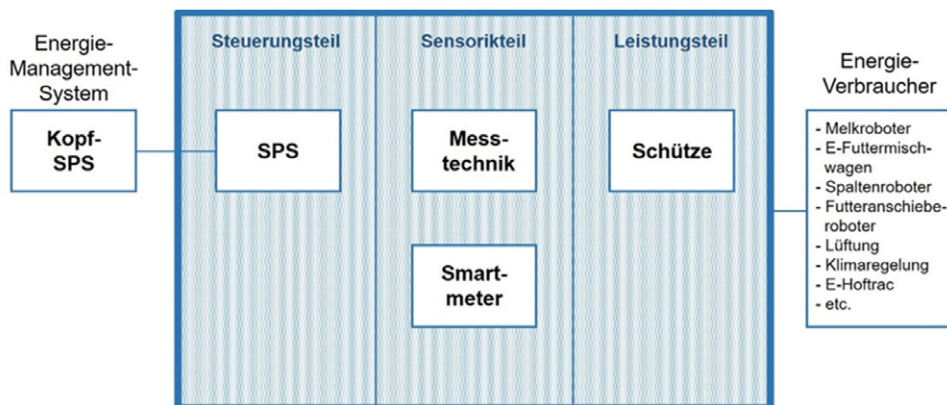 Energie-
Management-
System
Kopf-
SPS
Steuerungsteil
SPS
Sensorikteil
Mess-
technik
Smart-
meter
Leistungsteil
Schütze
Energie-
Verbraucher
- Melkroboter
- E-Futtermisch-
wagen
- Spaltenroboter
- Futteranschiebe-
roboter
- Lüftung
- Klimaregelung
- E-Hoftrac
- etc.